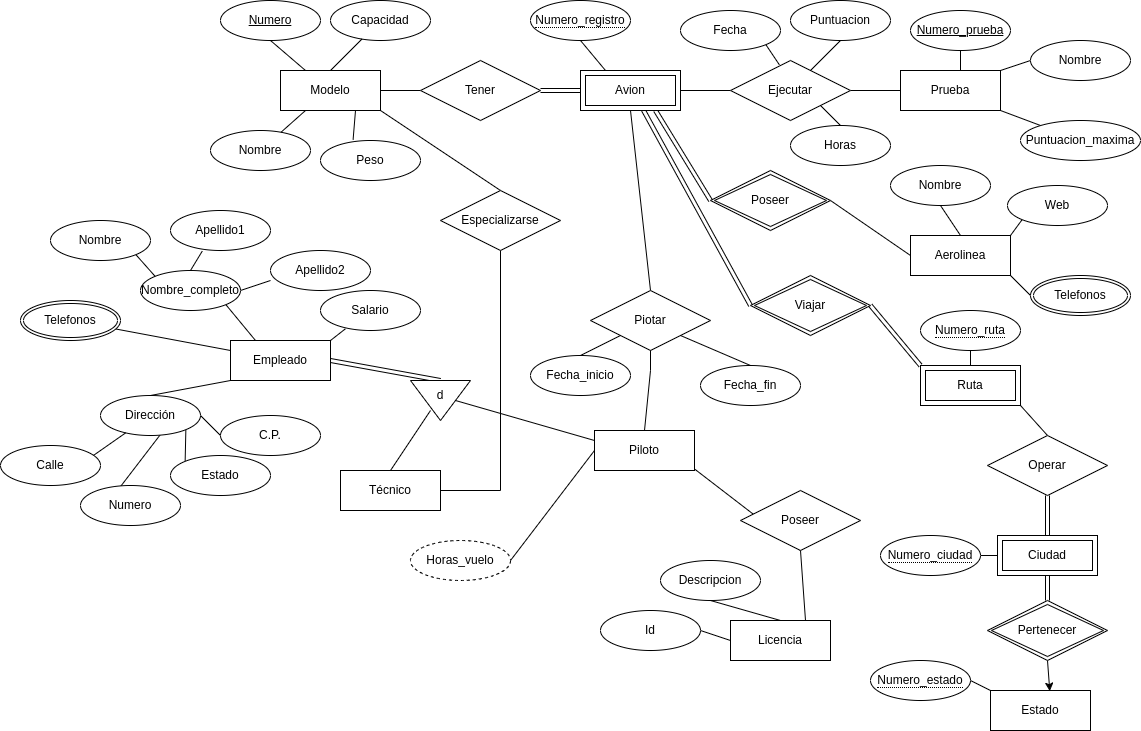 Numero
Capacidad
Numero_registro
Fecha
Puntuacion
Numero_prueba
Nombre
Modelo
Tener
Avion
Ejecutar
Prueba
Nombre
Peso
Horas
Puntuacion_maxima
Especializarse
Poseer
Nombre
Web
Aerolinea
Telefonos
Nombre
Apellido1
Apellido2
Nombre_completo
Salario
Telefonos
Viajar
Piotar
Numero_ruta
Empleado
Fecha_inicio
Fecha_fin
Ruta
d
Dirección
C.P.
Calle
Estado
Numero
Técnico
Piloto
Operar
Poseer
Horas_vuelo
Numero_ciudad
Ciudad
Descripcion
Id
Licencia
Pertenecer
Numero_estado
Estado